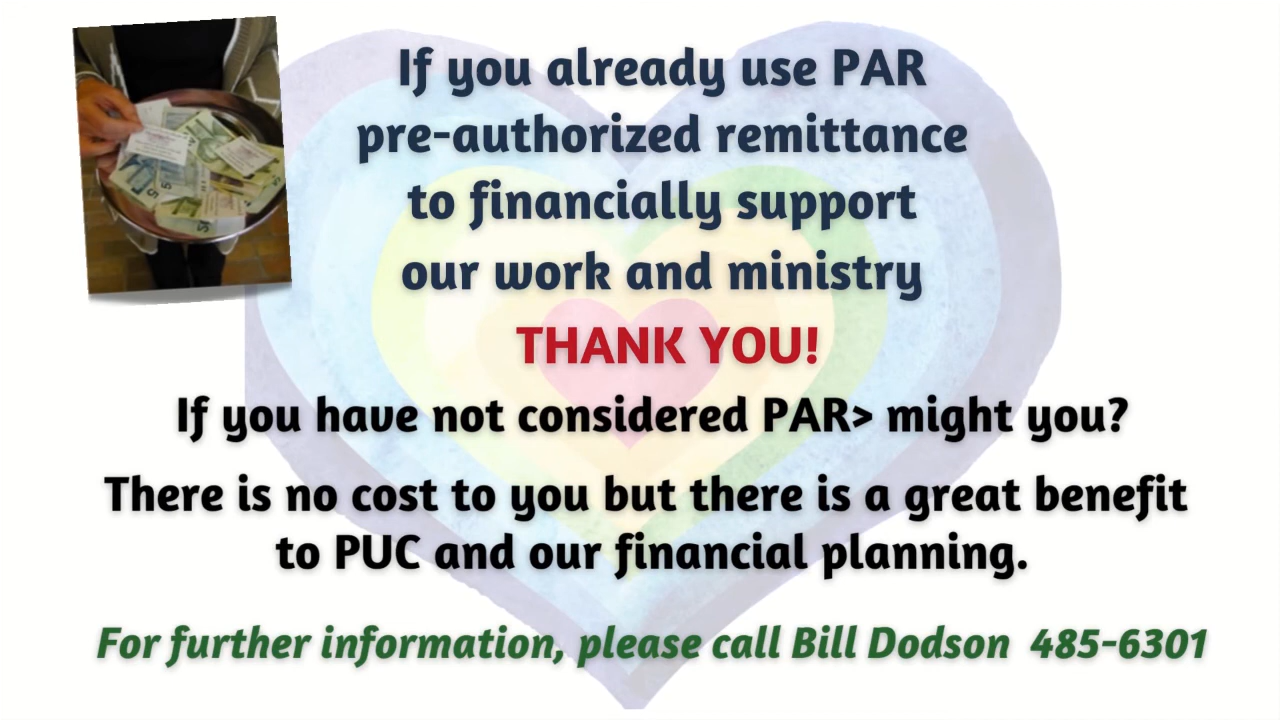 If you already use PAR
pre-authorized remittance
to financially support
our work and ministry
THANK YOU!
If you have not considered PAR> might you?
There is no cost to you but there is a great benefit
to PUC and our financial planning.
For further information, please call Bill Dodson 485-6301